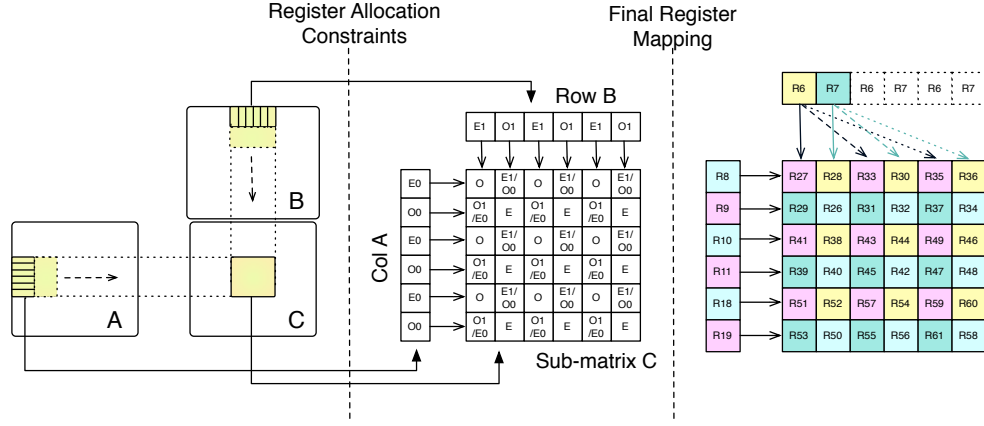 Register Allocation
Constraints
Final Register
Mapping
B
A
C
Row B
E1 O1 E1 O1 E1 O1
Col A
E0 O E1/O0 O E1/O0 O E1/O0
O0 O1/E0 E O1/E0 E O1/E0 E
E0 O E1/O0 O E1/O0 O E1/O0
O0 O1/E0 E O1/E0 E O1/E0 E
E0 O E1/O0 O E1/O0 O E1/O0
O0 O1/E0 E O1/E0 E O1/E0 E
Sub-matrix C
R6 R7 R6 R7 R6 R7
R8 R27 R28 R33 R30 R35 R36
R9 R29 R26 R31 R32 R37 R34
R10 R41 R38 R43 R44 R49 R46
R11 R39 R40 R45 R42 R47 R48
R18 R51 R52 R57 R54 R59 R60
R19 R53 R50 R55 R56 R61 R58